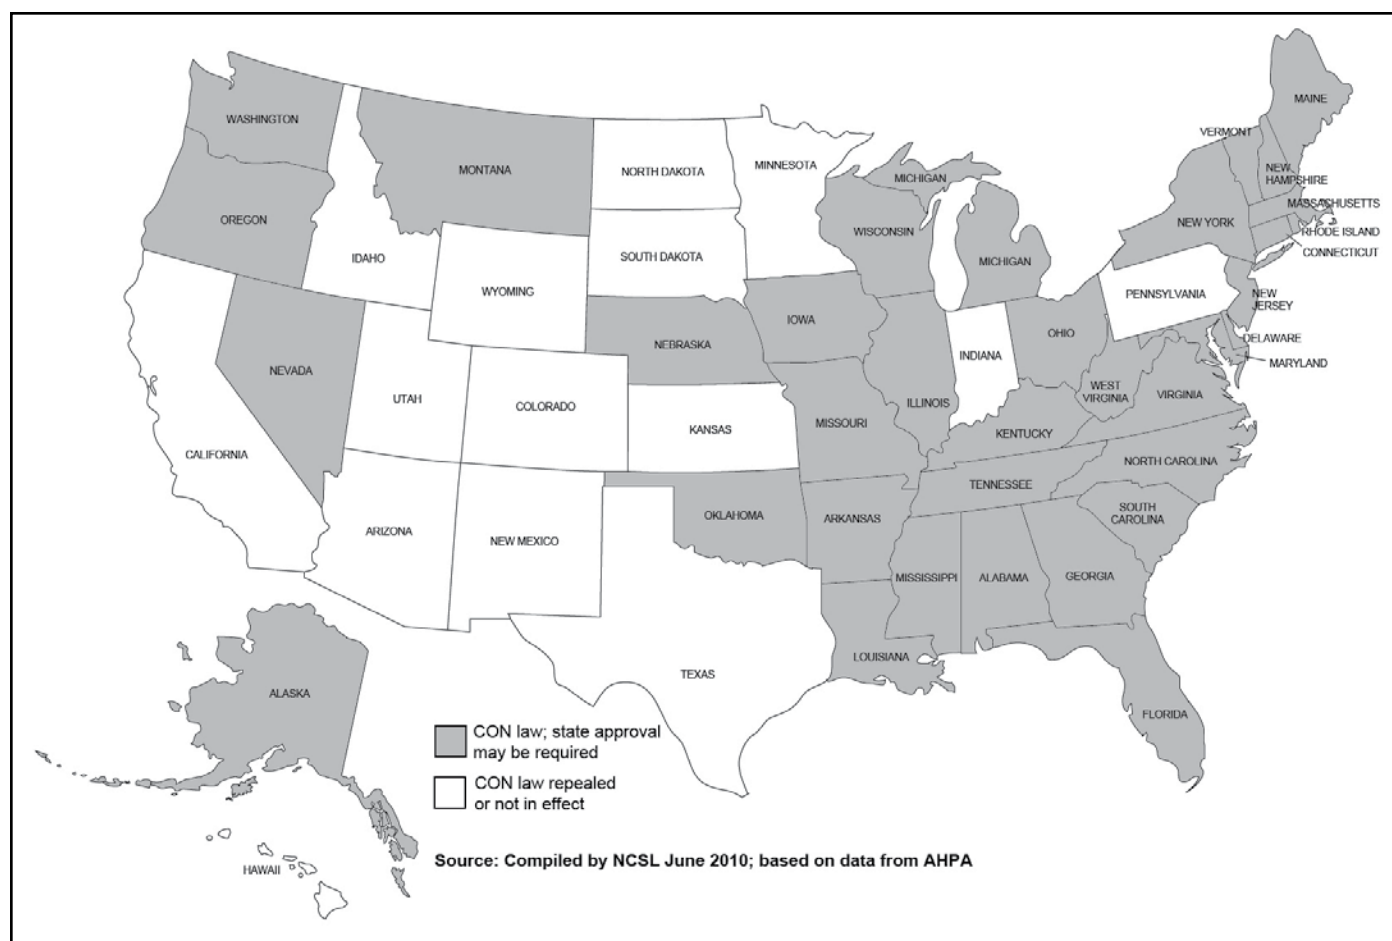 MAINE
WASHINGTON
VERMONT
MONTANA
NORTH DAKOTA
MINNESOTA
MICHIGAN
NEW
HAMPSHIRE
MASSACHUSETTS
OREGON
NEW YORK
WISCONSIN
RHODE ISLAND
CONNECTICUT
IDAHO
SOUTH DAKOTA
MICHIGAN
WYOMING
PENNSYLVANIA
NEW
JERSEY
IOWA
OHIO
NEBRASKA
DELAWARE
INDIANA
MARYLAND
NEVADA
UTAH
COLORADO
WEST
VIRGINIA
VIRGINIA
ILLINOIS
MISSOURI
KANSAS
KENTUCKY
CALIFORNIA
NORTH CAROLINA
TENNESSEE
SOUTH
CAROLINA
OKLAHOMA
ARKANSAS
ARIZONA
NEW MEXICO
MISSISSIPPI
ALABAMA
GEORGIA
LOUISIANA
TEXAS
ALASKA
FLORIDA
CON law; state approval
may be required
CON law repealed
or not in effect
HAWAII
Source: Compiled by NCSL June 2010; based on data from AHPA